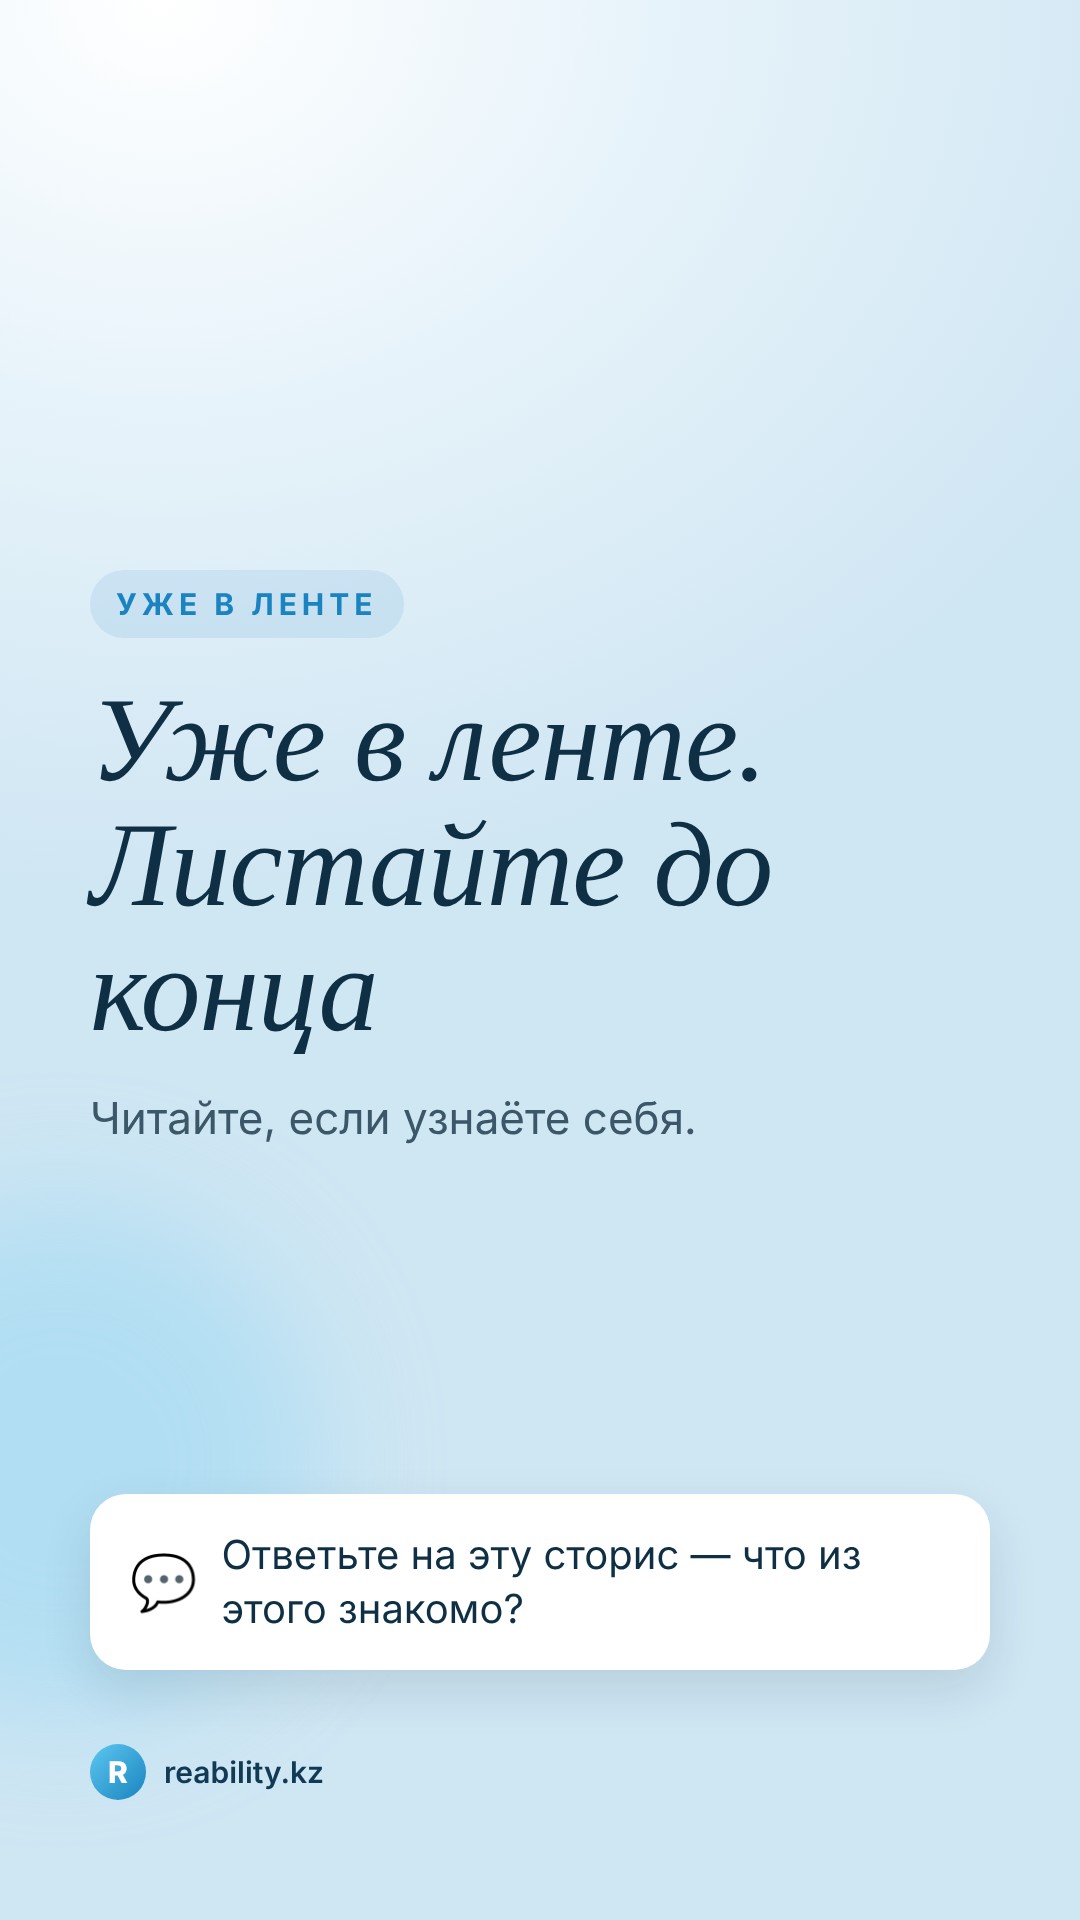 УЖЕ В ЛЕНТЕ
Уже в ленте.
Листайте до
конца
Читайте, если узнаёте себя.
Ответьте на эту сторис — что из
этого знакомо?
R reability.kz